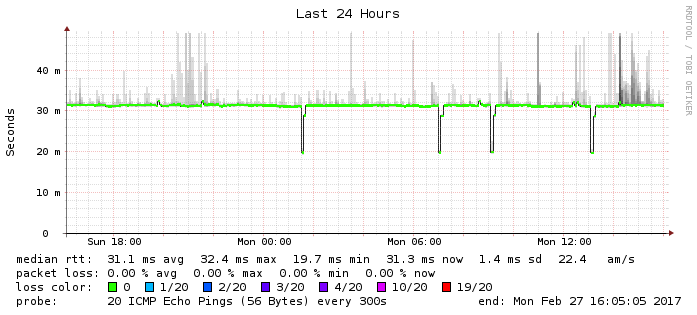 Last 24 Hours
RRDTOOL / TOBI OETIKER
Seconds
40 m
30 m
20 m
10 m
0
Sun 18:00 Mon 00:00 Mon 06:00 Mon 12:00
median rtt: 31.1 ms avg 32.4 ms max 19.7 ms min 31.3 ms now 1.4 ms sd 22.4 am/s
packet loss: 0.00 % avg 0.00 % max 0.00 % min 0.00 % now
loss color: 0 1/20 2/20 3/20 4/20 10/20 19/20
probe: 20 ICMP Echo Pings (56 Bytes) every 300s end: Mon Feb 27 16:05:05 2017